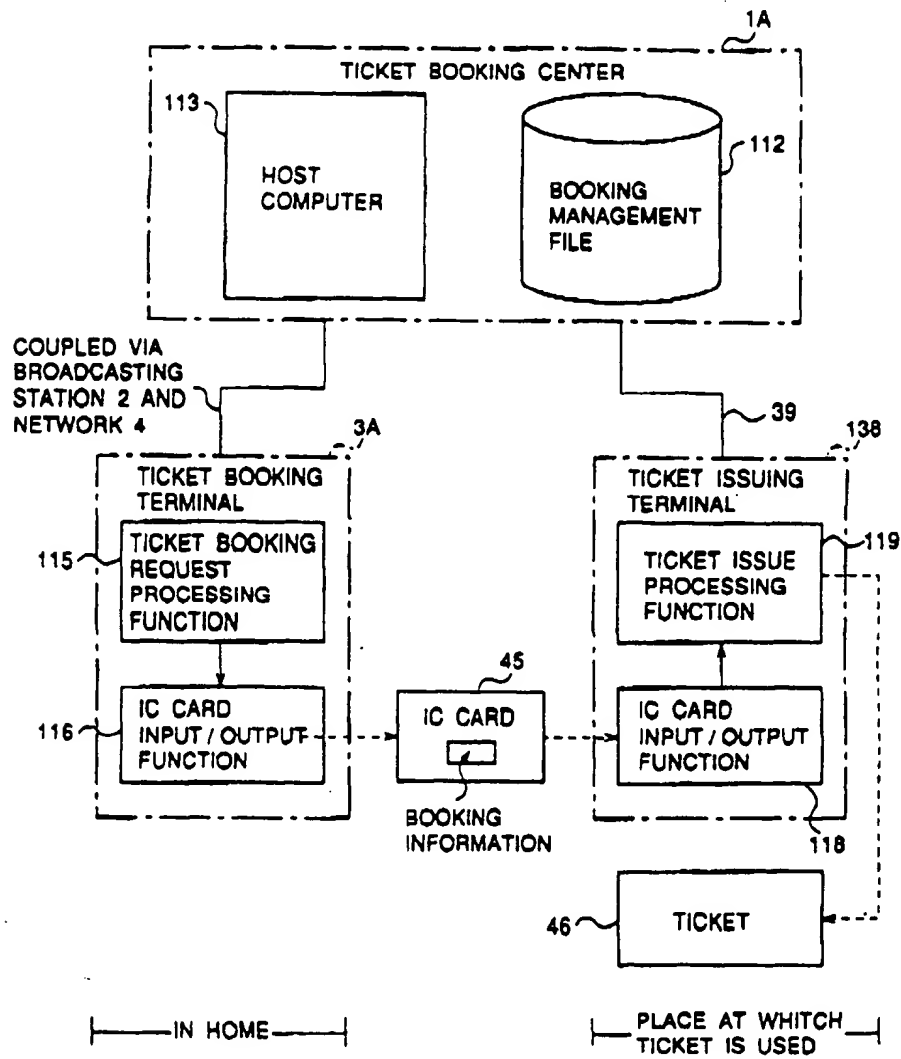 1A
TICKET BOOKING CENTER
113
HOST
COMPUTER
112
BOOKING
MANAGEMENT
FILE
COUPLED VIA
BROADCASTING
STATION 2 AND
NETWORK 4
39
3A
138
TICKET BOOKING
TERMINAL
TICKET ISSUING
TERMINAL
115
TICKET BOOKING
REQUEST
PROCESSING
FUNCTION
119
TICKET ISSUE
PROCESSING
FUNCTION
116
IC CARD
INPUT / OUTPUT
FUNCTION
45
IC CARD
BOOKING
INFORMATION
IC CARD
INPUT / OUTPUT
FUNCTION
118
46
TICKET
IN HOME
PLACE AT WHITCH
TICKET IS USED